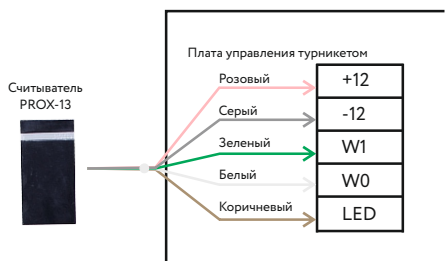 Плата управления турникетом
Считыватель
PROX-13
Розовый
+12
Серый
-12
Зеленый
W1
Белый
W0
Коричневый
LED